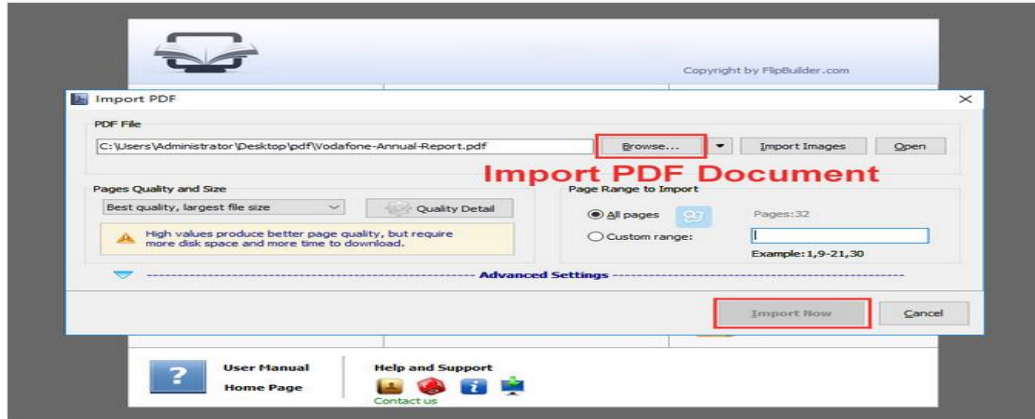 Copyright by FlipBuilder.com
Import PDF
PDF File
C:\Users\Administrator\Desktop\pdf\Vodafone-Annual-Report.pdf
Browse...
Import Images
Open
Import PDF Document
Pages Quality and Size
Page Range to Import
Best quality, largest file size
Quality Detail
All pages
Pages:32
High values produce better page quality, but require
more disk space and more time to download.
Custom range:
Example:1,9-21,30
Advanced Settings
Import Now
Cancel
User Manual
Home Page
Help and Support
Contact us